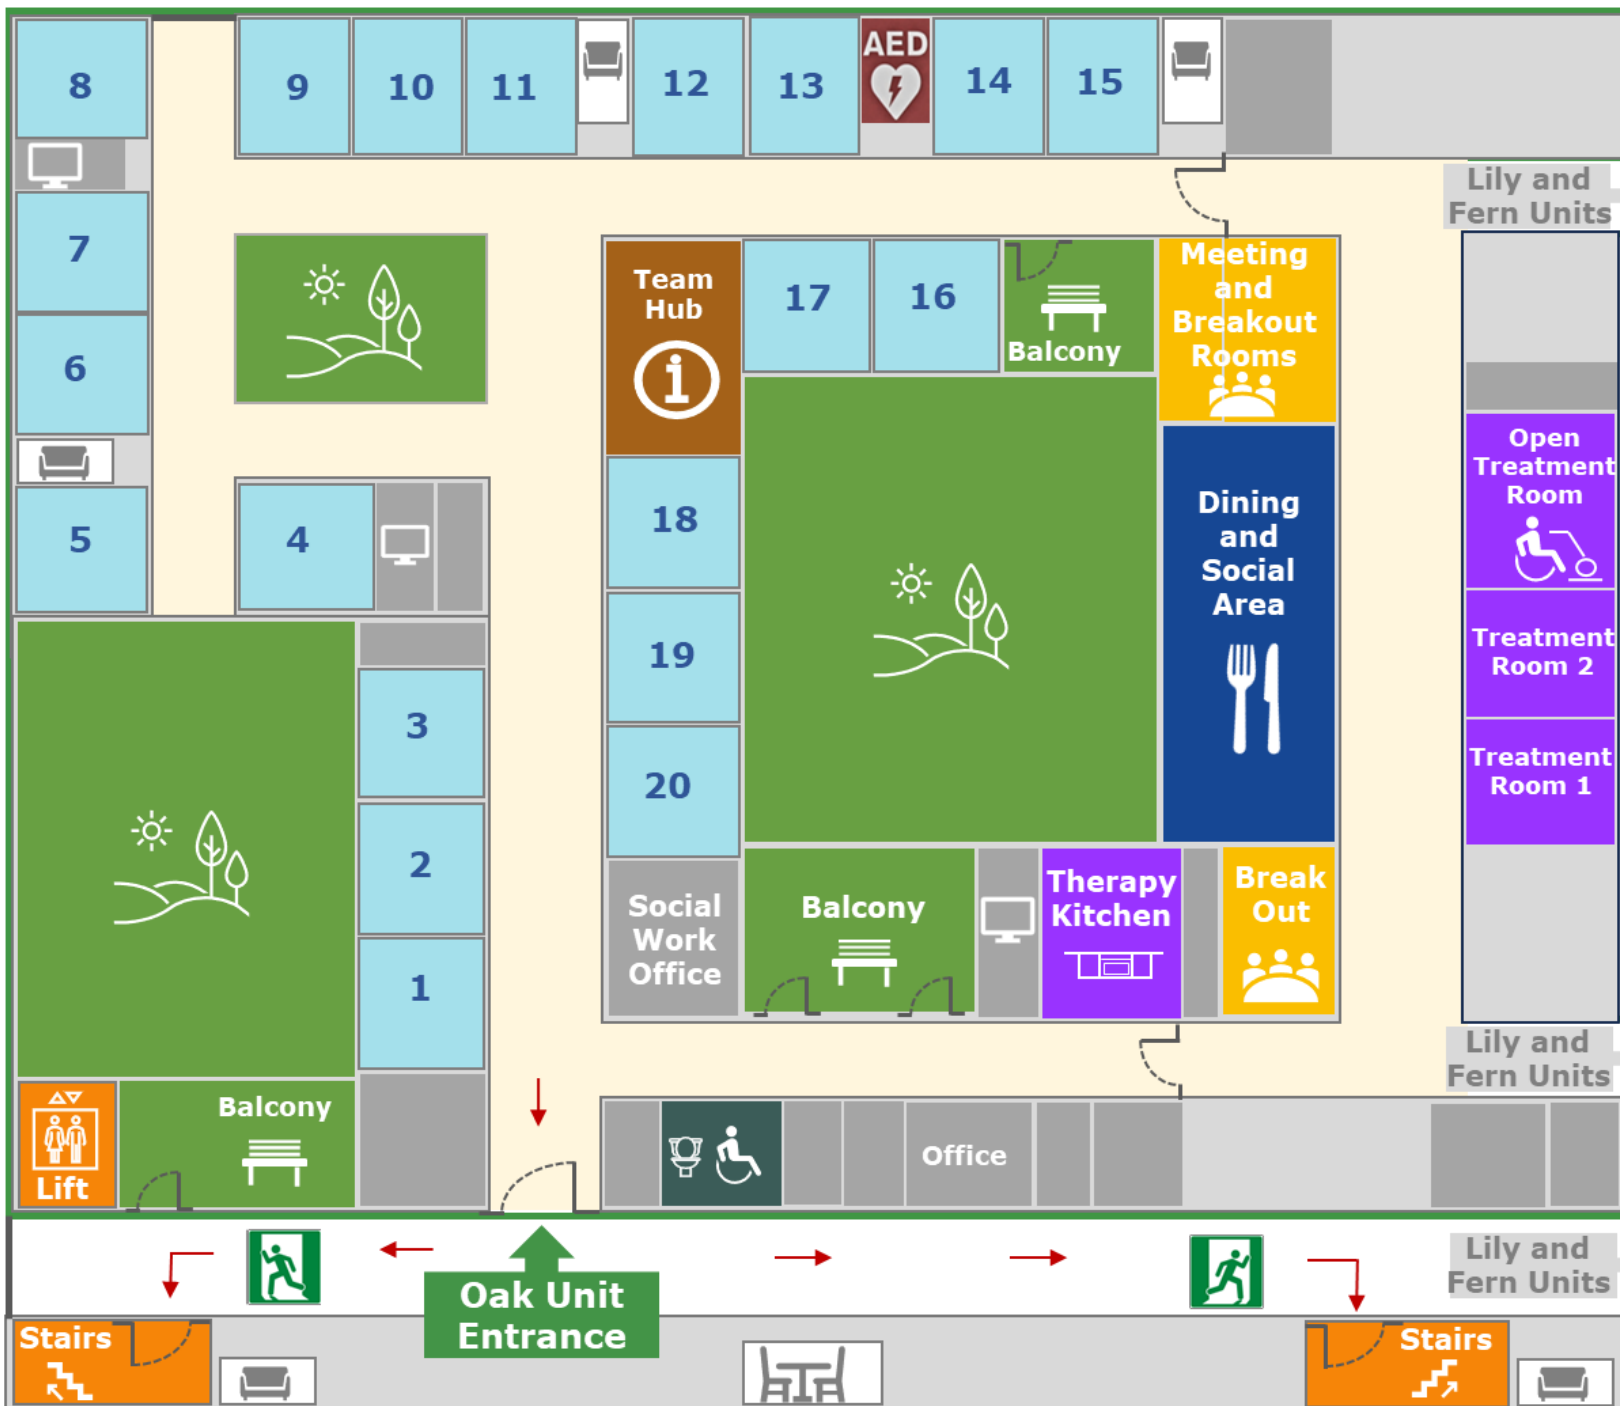 8
9
10
11
12
13
AED
14
15
Lily and
Fern Units
7
Team
Hub
17
16
Balcony
Meeting
and
Breakout
Rooms
6
Open
Treatment
Room
5
4
18
Dining
and
Social
Area
Treatment
Room 2
19
3
Treatment
Room 1
20
2
Social
Work
Office
Balcony
Therapy
Kitchen
Break
Out
1
Lily and
Fern Units
Lift
Balcony
Office
Lily and
Fern Units
Oak Unit
Entrance
Stairs
Stairs